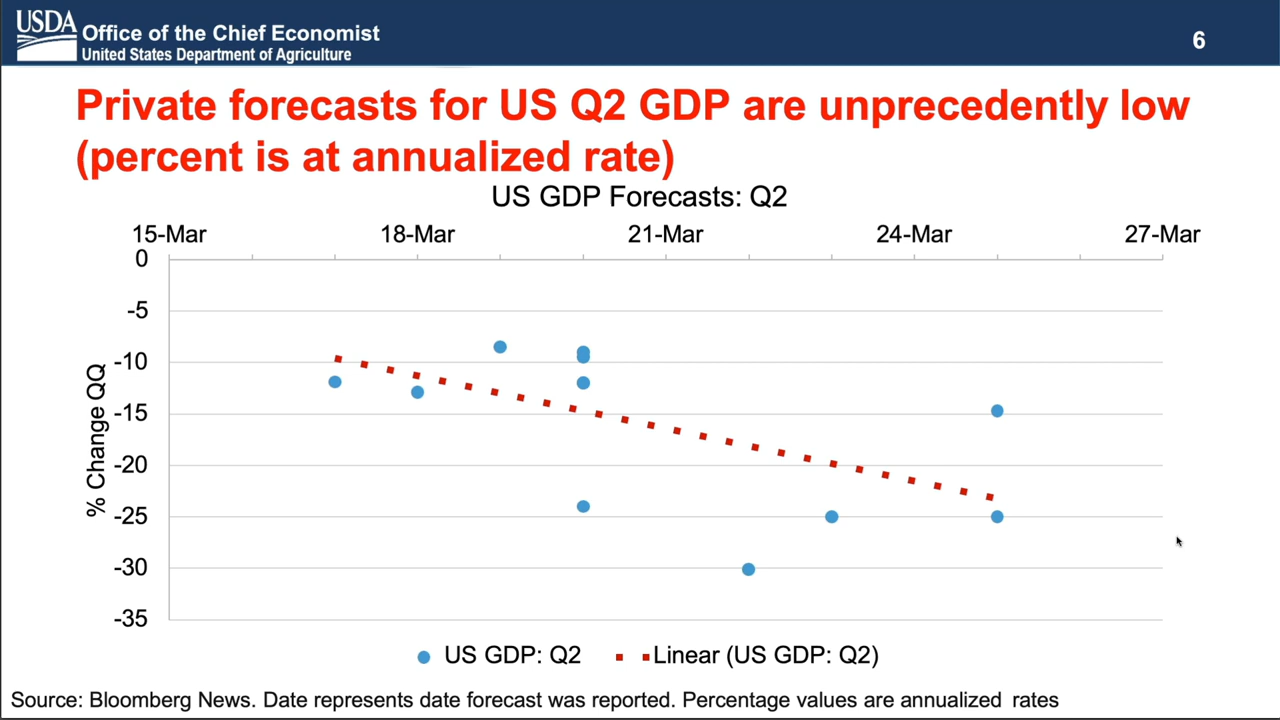 USDA
Office of the Chief Economist
United States Department of Agriculture
6
Private forecasts for US Q2 GDP are unprecedently low
(percent is at annualized rate)
US GDP Forecasts: Q2
15-Mar 18-Mar 21-Mar 24-Mar 27-Mar
0
-5
-10
-15
-20
-25
-30
-35
% Change QQ
US GDP: Q2 Linear (US GDP: Q2)
Source: Bloomberg News. Date represents date forecast was reported. Percentage values are annualized rates